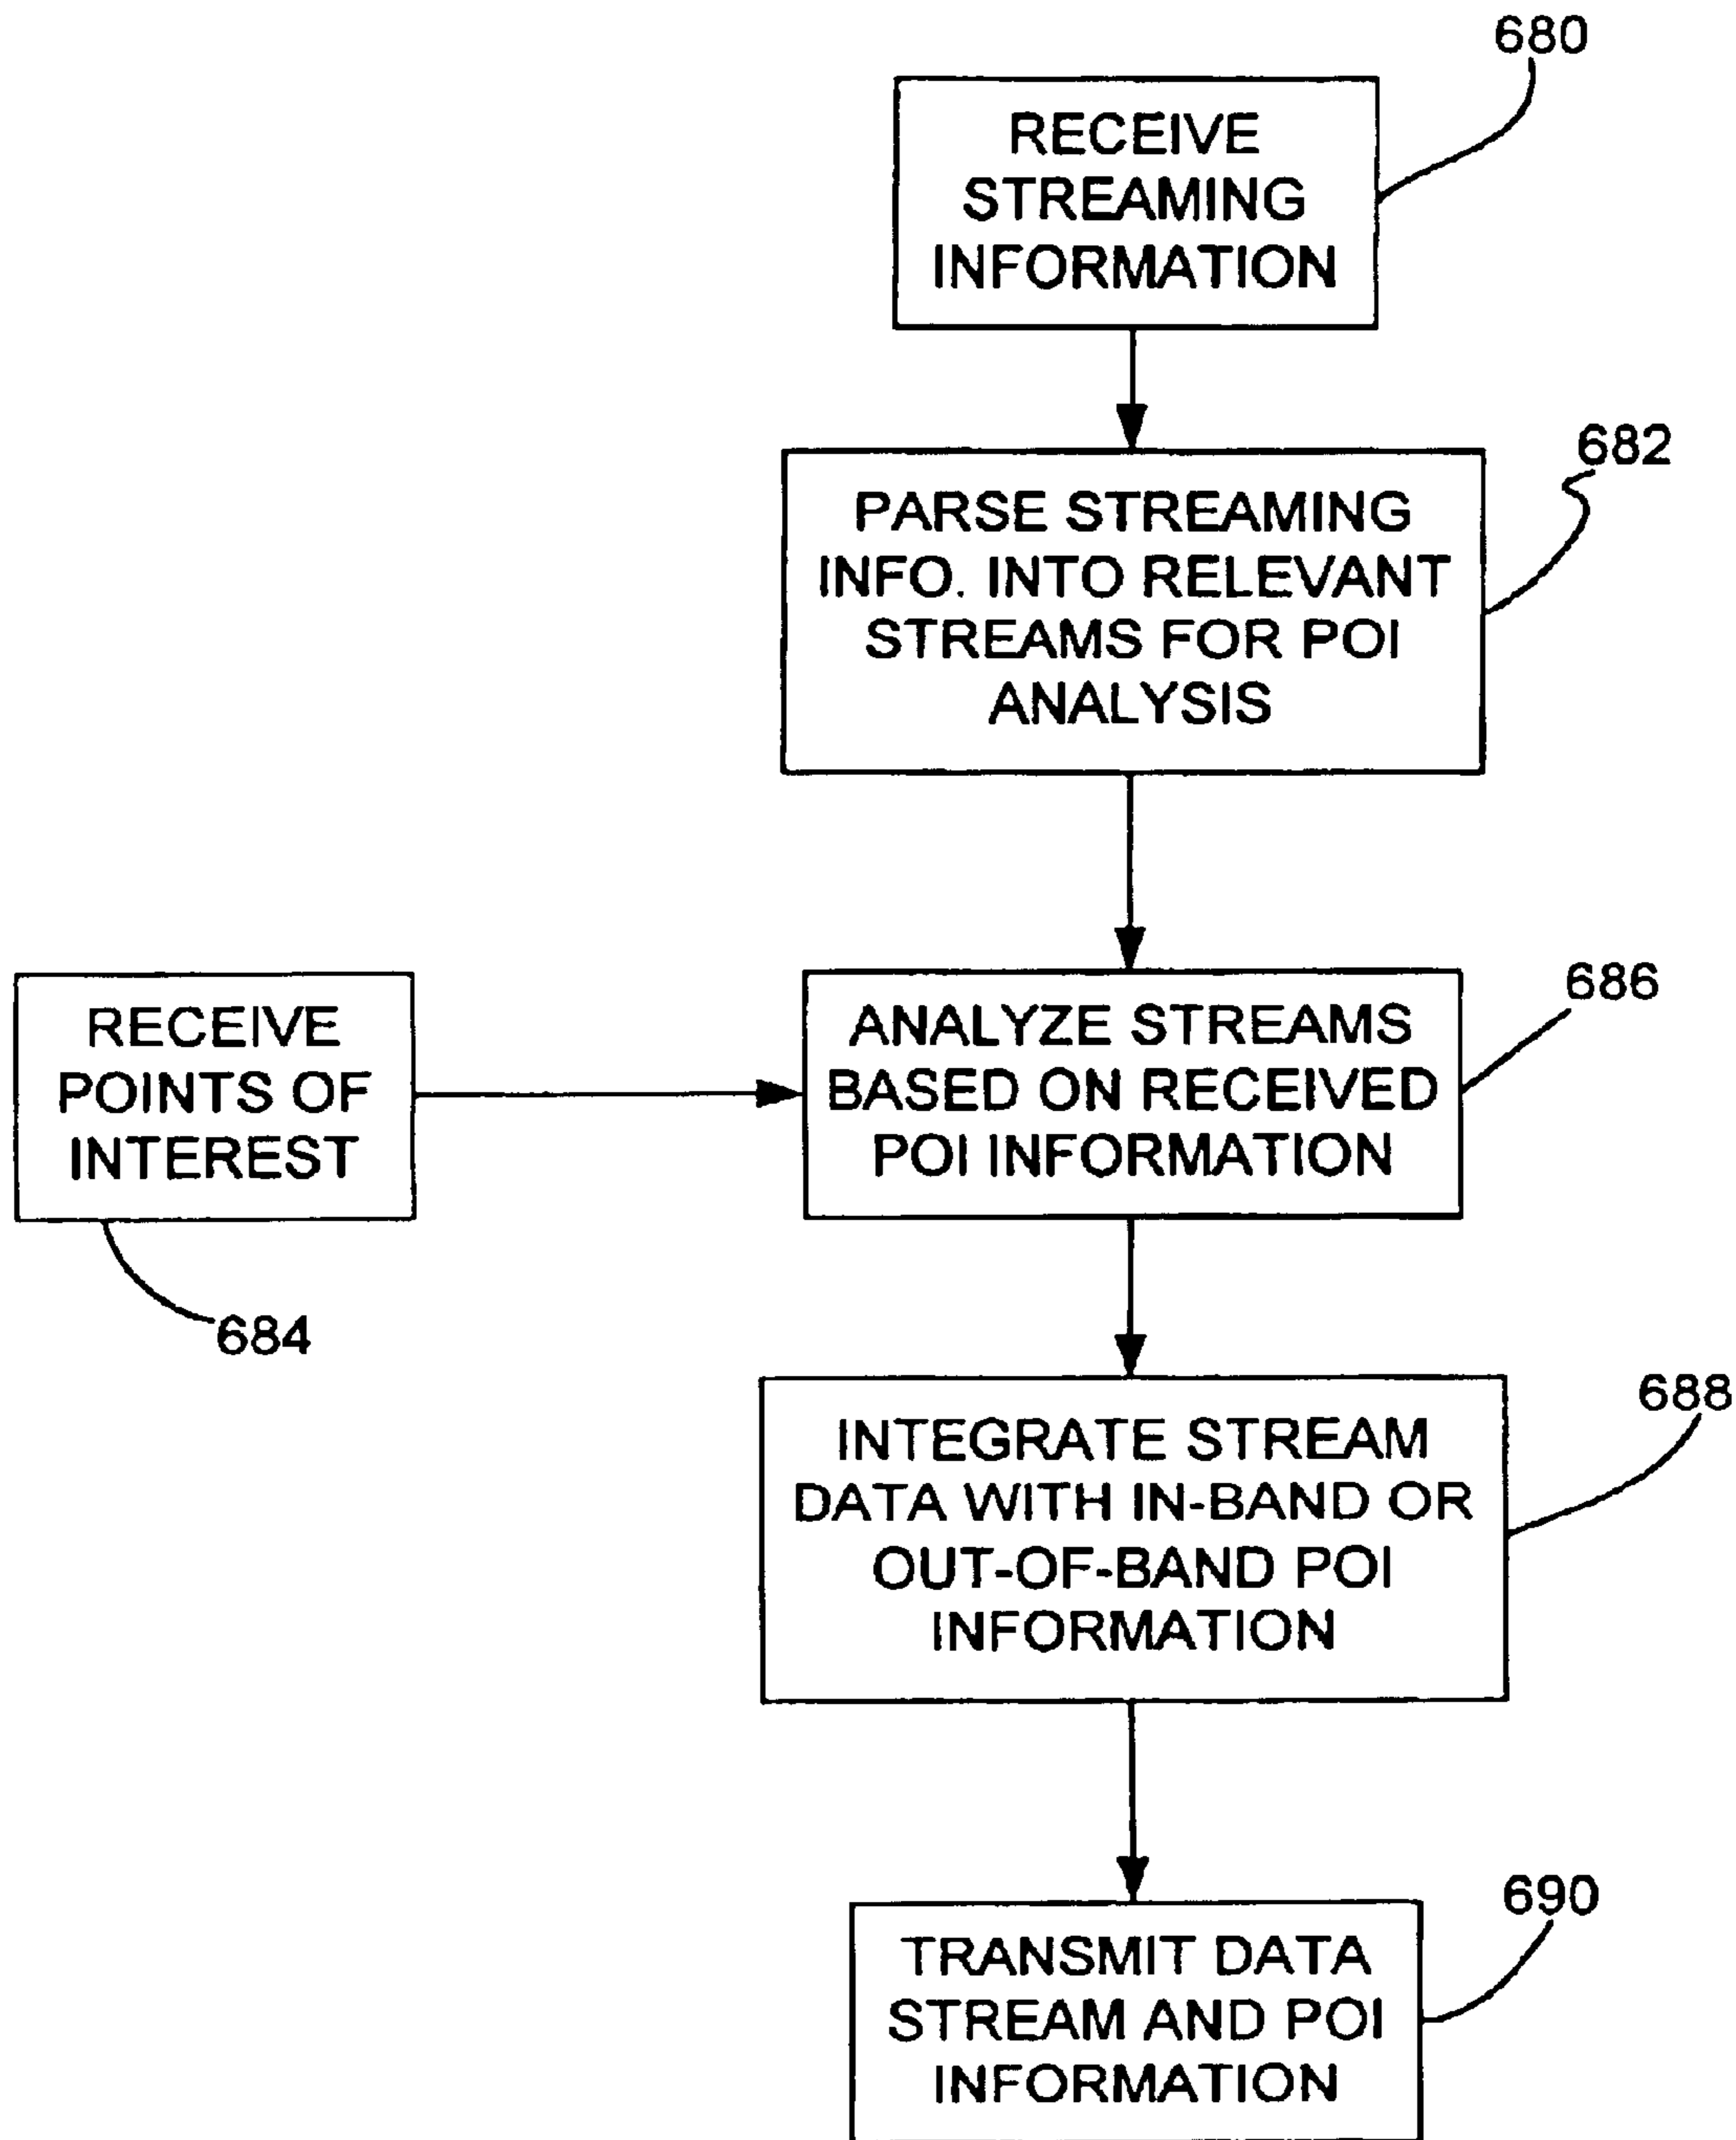 680
RECEIVE
STREAMING
INFORMATION
682
PARSE STREAMING
INFO. INTO RELEVANT
STREAMS FOR POI
ANALYSIS
RECEIVE
POINTS OF
INTEREST
684
686
ANALYZE STREAMS
BASED ON RECEIVED
POI INFORMATION
688
INTEGRATE STREAM
DATA WITH IN-BAND OR
OUT-OF-BAND POI
INFORMATION
690
TRANSMIT DATA
STREAM AND POI
INFORMATION